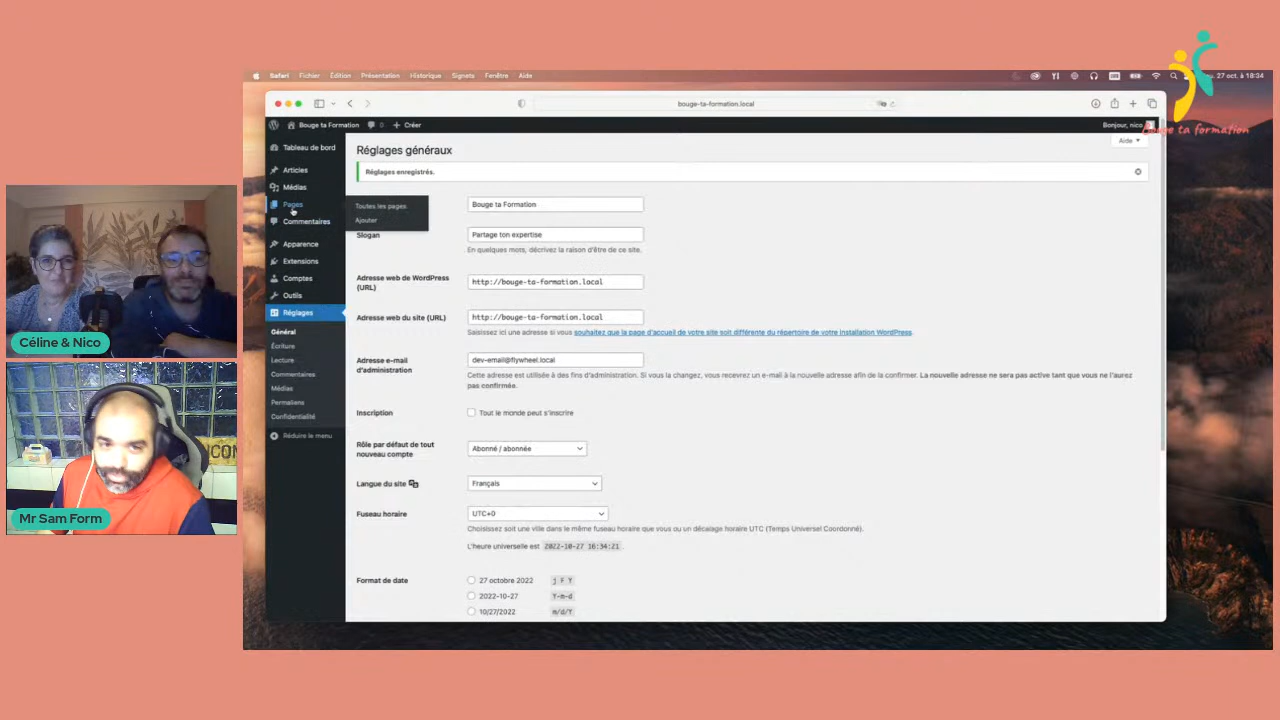 Safari Fichier Édition Présentation Historique Signets Fenêtre Aide
27 oct. à 18:34
bouge-ta-formation.local
Bouge ta formation
Bouge ta Formation 0 Créer
Bonjour, nico
Aide
Tableau de bord
Articles
Médias
Pages
Toutes les pages
Ajouter
Commentaires
Apparence
Extensions
Comptes
Outils
Réglages
Général
Écriture
Lecture
Commentaires
Médias
Permaliens
Confidentialité
Réduire le menu
Réglages généraux
Réglages enregistrés.
Bouge ta Formation
Slogan
Partage ton expertise
En quelques mots, décrivez la raison d'être de ce site.
Adresse web de WordPress (URL)
http://bouge-ta-formation.local
Adresse web du site (URL)
http://bouge-ta-formation.local
Saisissez ici une adresse si vous souhaitez que la page d'accueil de votre site soit différente du répertoire de votre installation WordPress.
Adresse e-mail d'administration
dev-email@flywheel.local
Cette adresse est utilisée à des fins d'administration. Si vous la changez, vous recevrez un e-mail à la nouvelle adresse afin de la confirmer. La nouvelle adresse ne sera pas active tant que vous ne l'aurez
pas confirmée.
Inscription
Tout le monde peut s'inscrire
Rôle par défaut de tout nouveau compte
Abonné / abonnée
Langue du site
Français
Fuseau horaire
UTC+0
Choisissez soit une ville dans le même fuseau horaire que vous ou un décalage horaire UTC (Temps Universel Coordonné).
L'heure universelle est 2022-10-27 16:34:21.
Format de date
27 octobre 2022 j F Y
2022-10-27 Y-m-d
10/27/2022 m/d/Y
Céline & Nico
Mr Sam Form